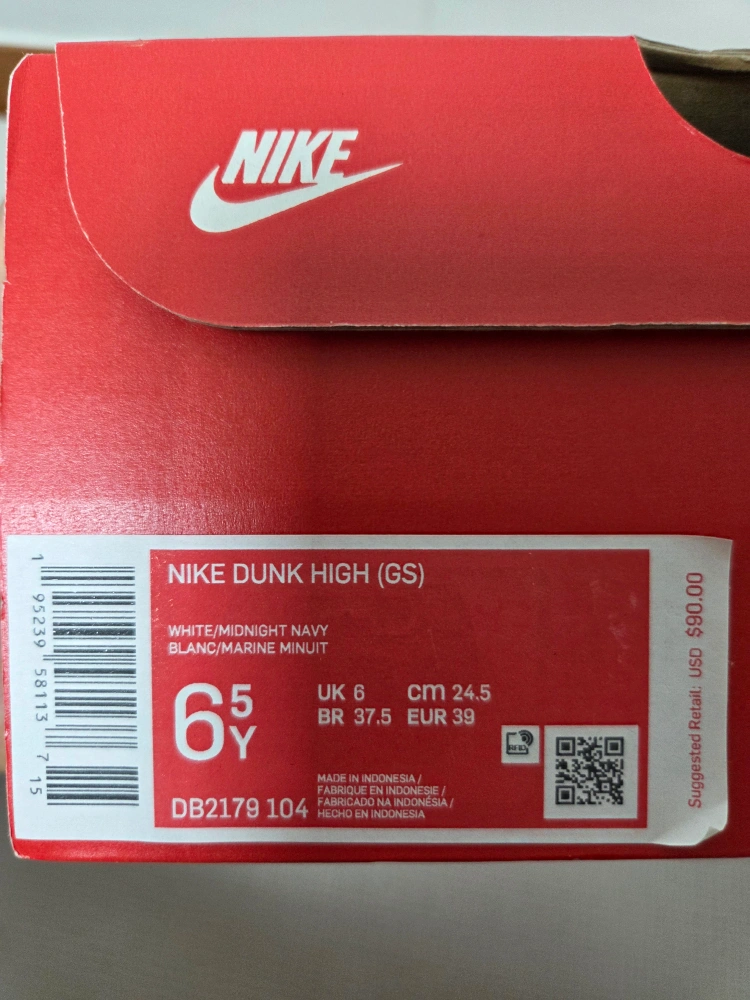 NIKE
NIKE DUNK HIGH (GS)
WHITE/MIDNIGHT NAVY
BLANC/MARINE MINUIT
6 5 Y
UK 6 cm 24.5
BR 37.5 EUR 39
MADE IN INDONESIA /
FABRIQUE EN INDONESIE /
FABRICADO NA INDONÉSIA /
HECHO EN INDONESIA
DB2179 104
1 95239 58113 7 15
Suggested Retail: USD $90.00